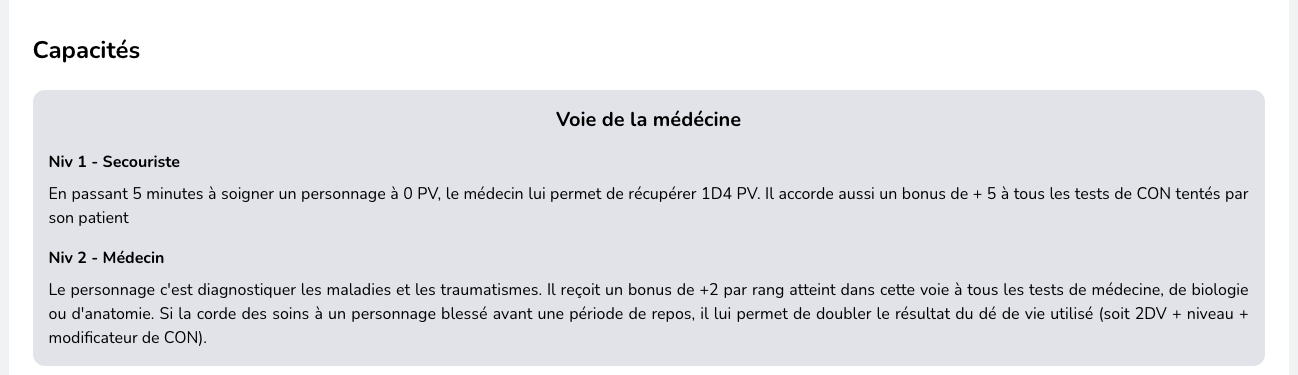 Capacités
Voie de la médécine
Niv 1 - Secouriste
En passant 5 minutes à soigner un personnage à 0 PV, le médecin lui permet de récupérer 1D4 PV. Il accorde aussi un bonus de + 5 à tous les tests de CON tentés par
son patient
Niv 2 - Médecin
Le personnage c'est diagnostiquer les maladies et les traumatismes. Il reçoit un bonus de +2 par rang atteint dans cette voie à tous les tests de médecine, de biologie
ou d'anatomie. Si la corde des soins à un personnage blessé avant une période de repos, il lui permet de doubler le résultat du dé de vie utilisé (soit 2DV + niveau +
modificateur de CON).